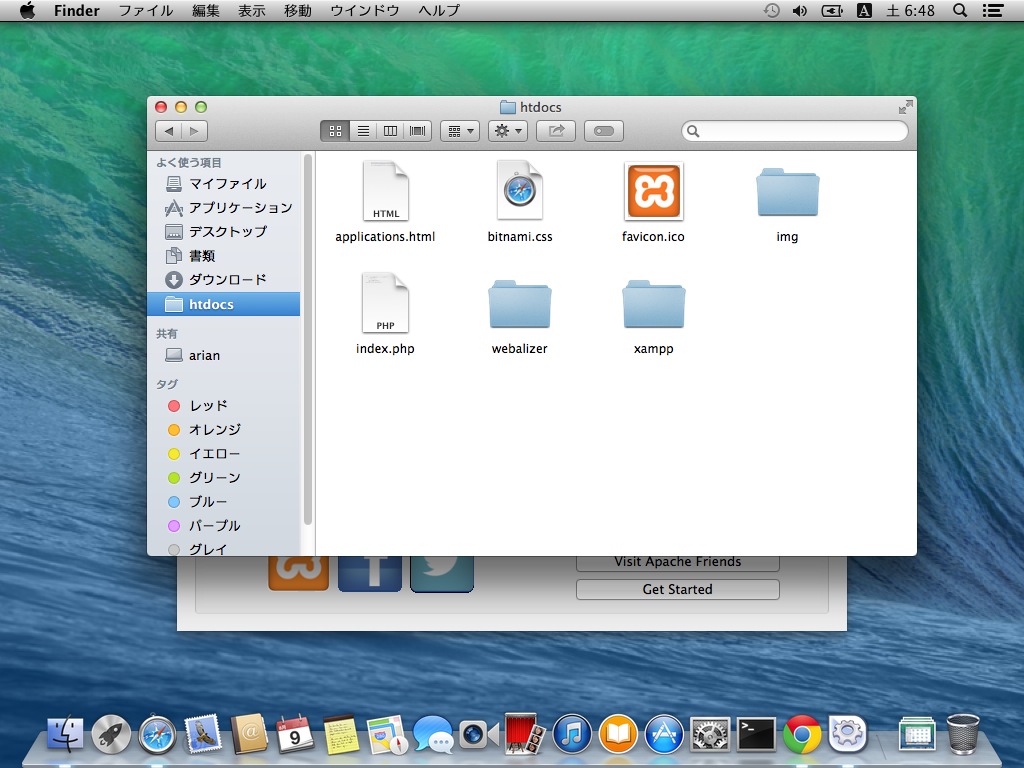 Finder ファイル 編集 表示 移動 ウインドウ ヘルプ A 土 6:48
htdocs
よく使う項目
マイファイル
アプリケーション
デスクトップ
書類
ダウンロード
htdocs
共有
arian
タグ
レッド
オレンジ
イエロー
グリーン
ブルー
パープル
グレイ
HTML
applications.html
bitnami.css
favicon.ico
img
PHP
index.php
webalizer
xampp
Visit Apache Friends
Get Started
9